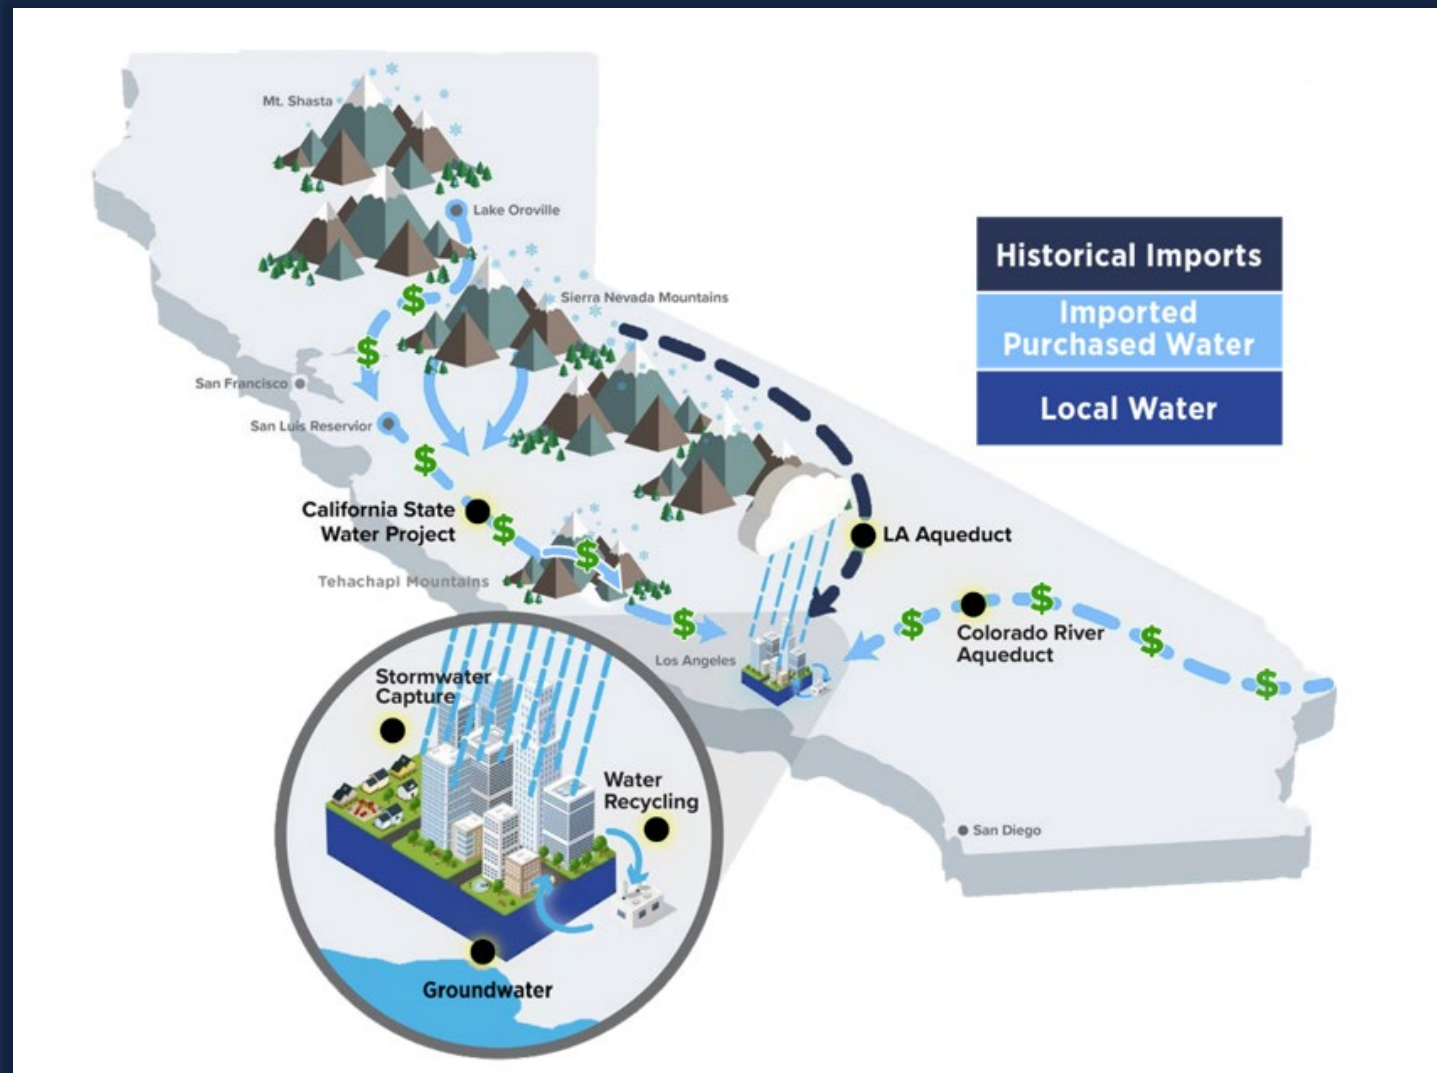 Mt. Shasta
Lake Oroville
Sierra Nevada Mountains
Historical Imports
Imported
Purchased Water
Local Water
$
$
San Francisco
San Luis Reservior
$
California State
Water Project
$
$
Tehachapi Mountains
$
LA Aqueduct
$
$
Colorado River
Aqueduct
$
$
Los Angeles
Stormwater
Capture
Water
Recycling
Groundwater
San Diego